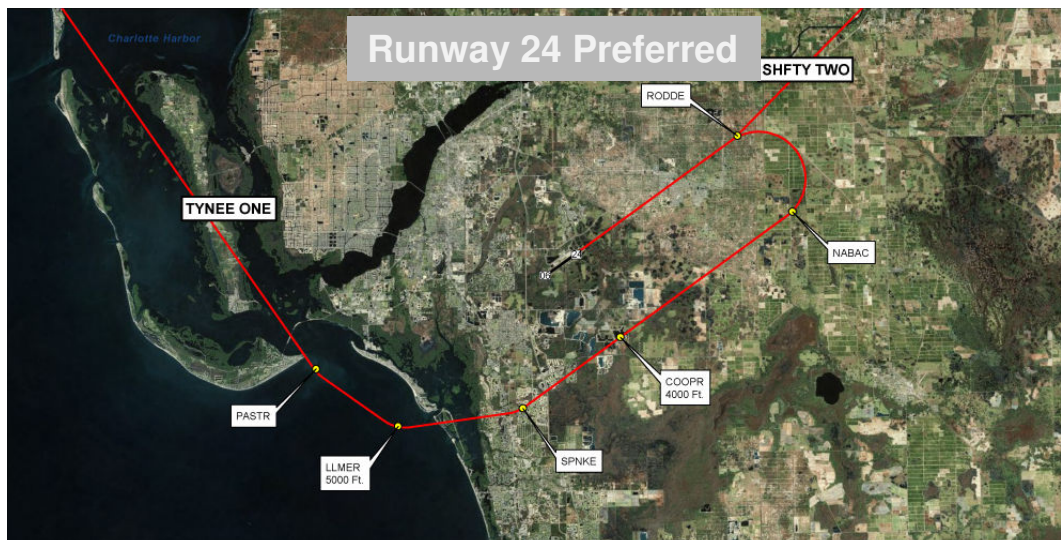 Charlotte Harbor
Runway 24 Preferred
SHFTY TWO
RODDE
TYNEE ONE
NABAC
24
06
COOPR
4000 Ft.
PASTR
SPNKE
LLMER
5000 Ft.